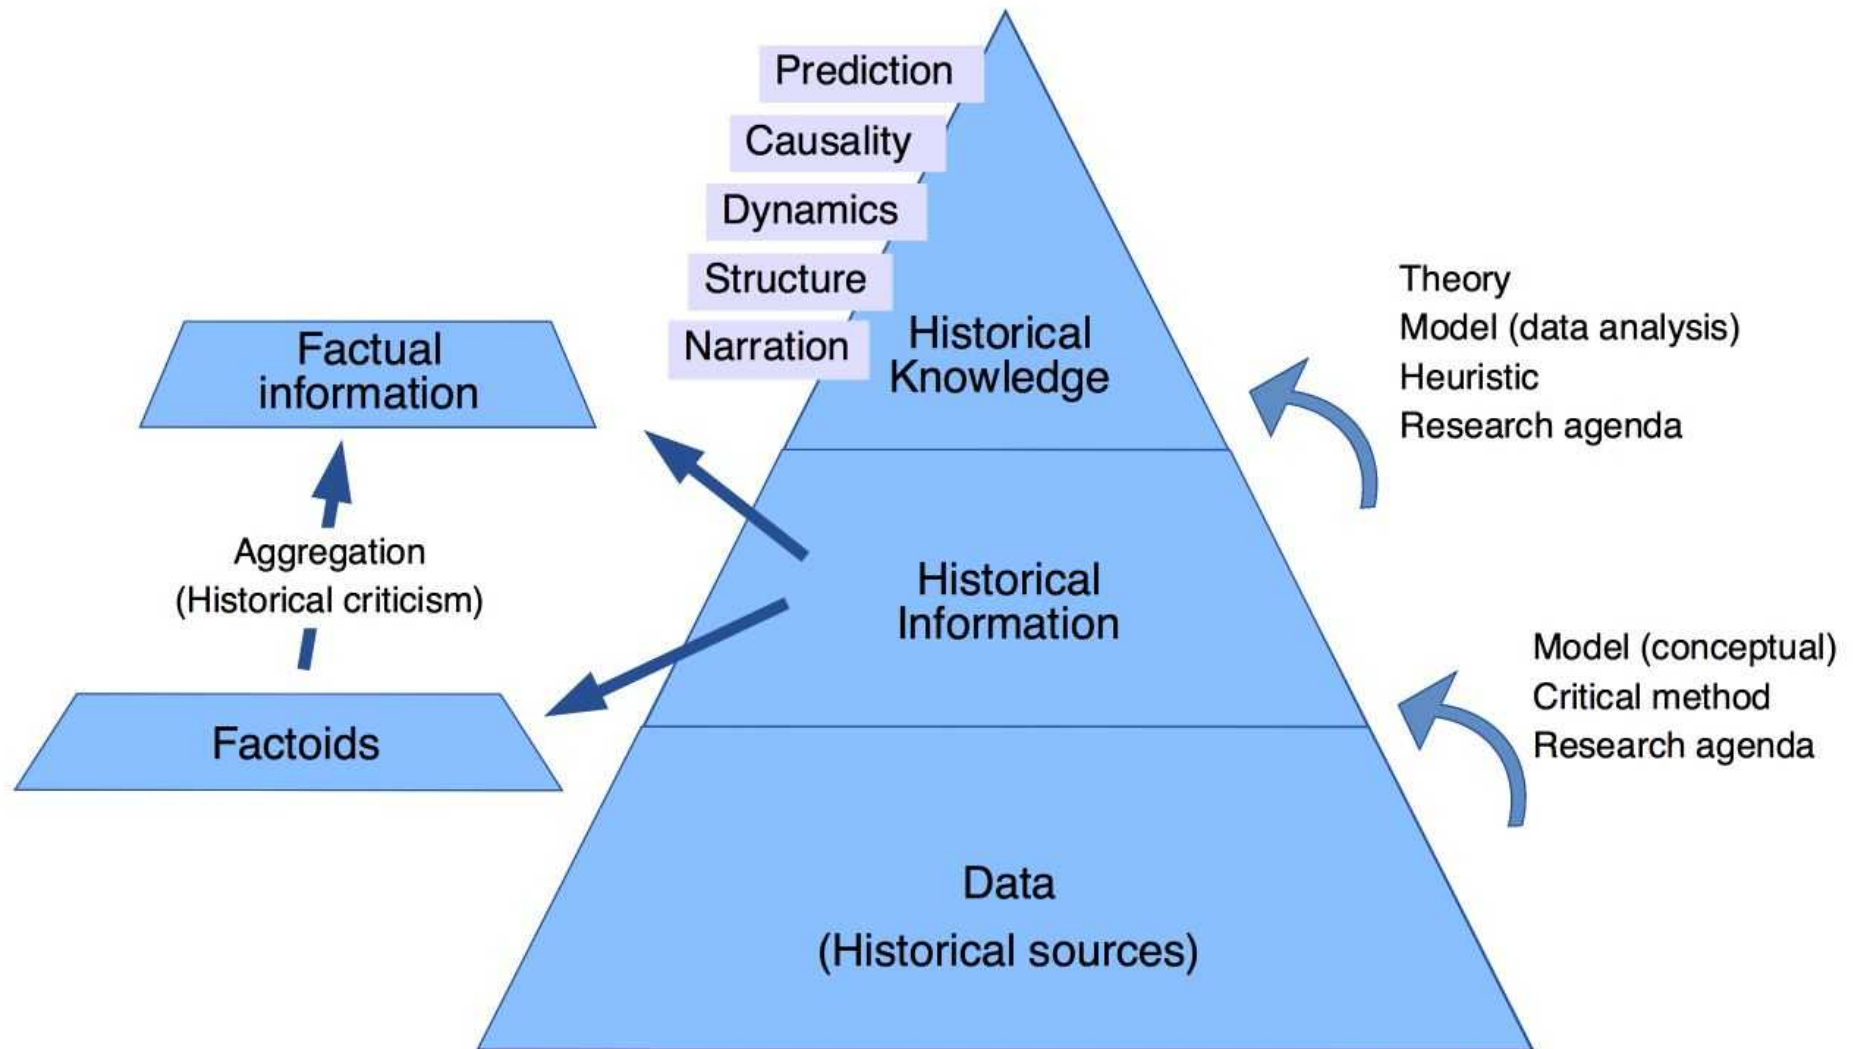 Prediction
Causality
Dynamics
Structure
Narration
Historical
Knowledge
Theory
Model (data analysis)
Heuristic
Research agenda
Factual
information
Aggregation
(Historical criticism)
Factoids
Historical
Information
Model (conceptual)
Critical method
Research agenda
Data
(Historical sources)